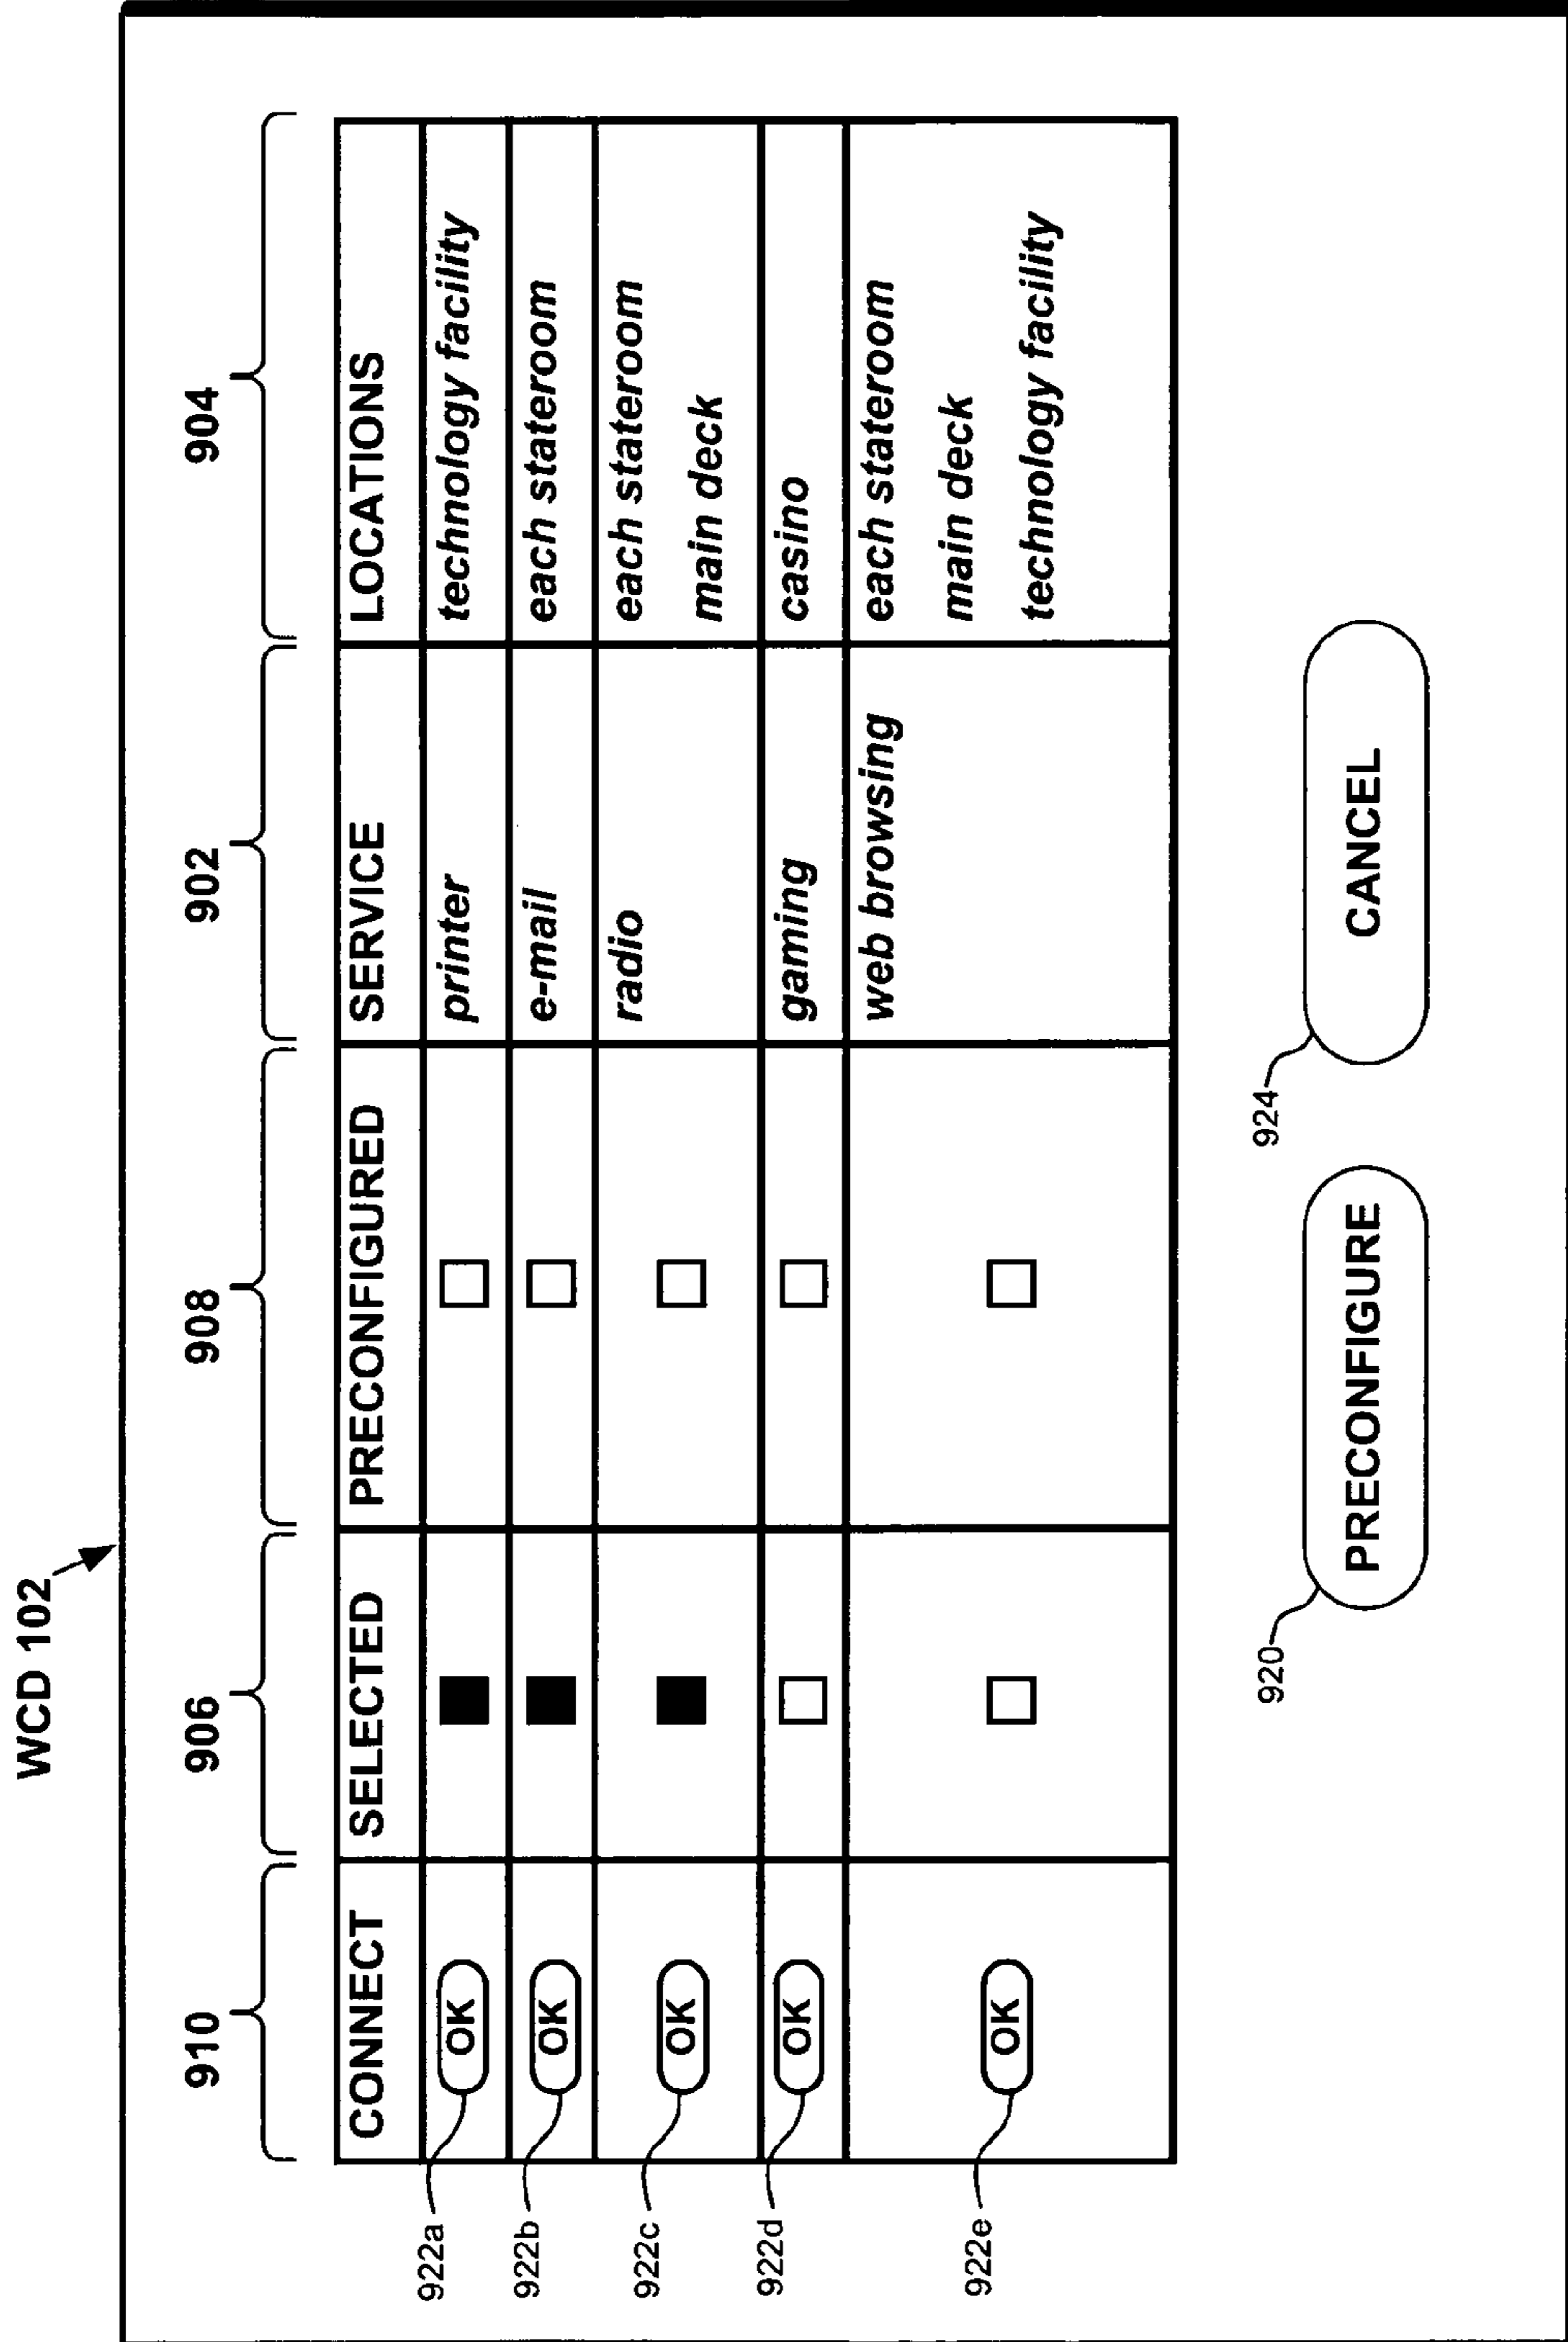 WCD 102
910 906 908 902 904
CONNECT SELECTED PRECONFIGURED SERVICE LOCATIONS
922a OK printer technology facility
922b OK e-mail each stateroom
922c OK radio each stateroom
main deck
922d OK gaming casino
922e OK web browsing each stateroom
main deck
technology facility
920 924
PRECONFIGURE CANCEL